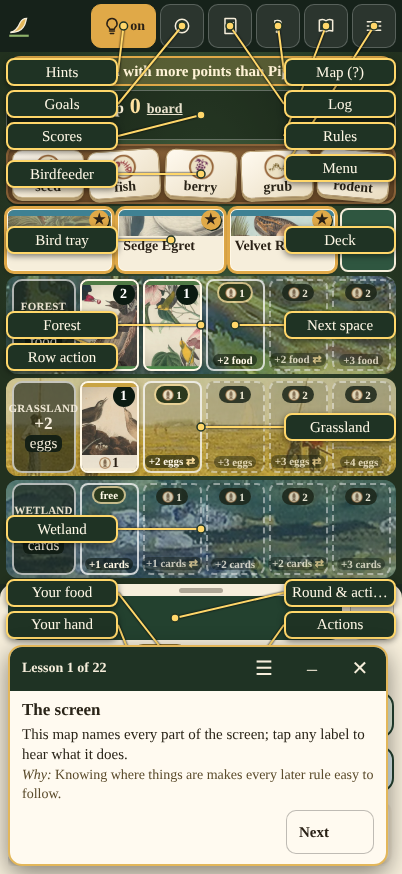 on
Hints
with more points than
Map (?)
Goals
0 board
Log
Scores
Rules
Menu
Birdfeeder
seed
fish
berry
grub
rodent
Bird tray
Sedge Egret
Velvet
Deck
FOREST
2
1
1
2
2
Forest
Next space
food
Row action
+2 food
+2 food ⇄
+3 food
GRASSLAND
+2
eggs
1
1
1
1
2
2
Grassland
+2 eggs ⇄
+3 eggs
+3 eggs ⇄
+4 eggs
WETLAND
free
1
1
2
2
Wetland
cards
+1 cards
+1 cards ⇄
+2 cards
+2 cards ⇄
+3 cards
Your food
Round & acti…
Your hand
Actions
Lesson 1 of 22
The screen
This map names every part of the screen; tap any label to
hear what it does.
Why: Knowing where things are makes every later rule easy to
follow.
Next